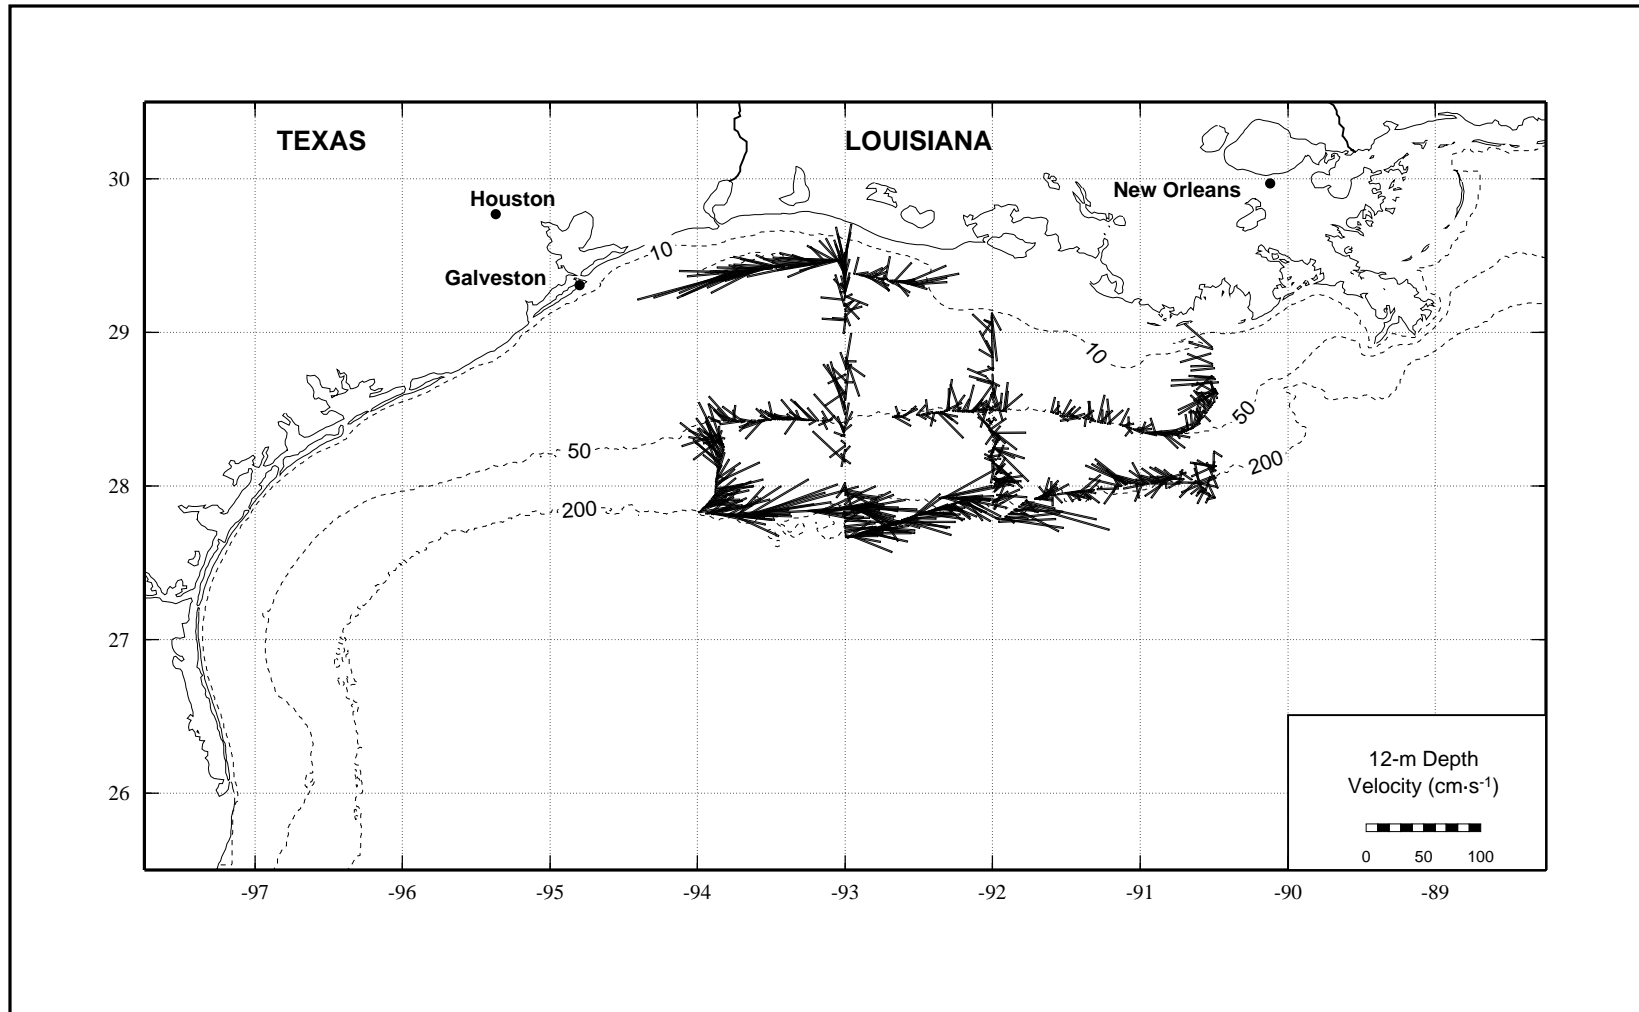 TEXAS
LOUISIANA
30
New Orleans
Houston
10
Galveston
29
10
50
50
200
28
200
27
12-m Depth
Velocity (cm·s-1)
26
0 50 100
-97 -96 -95 -94 -93 -92 -91 -90 -89